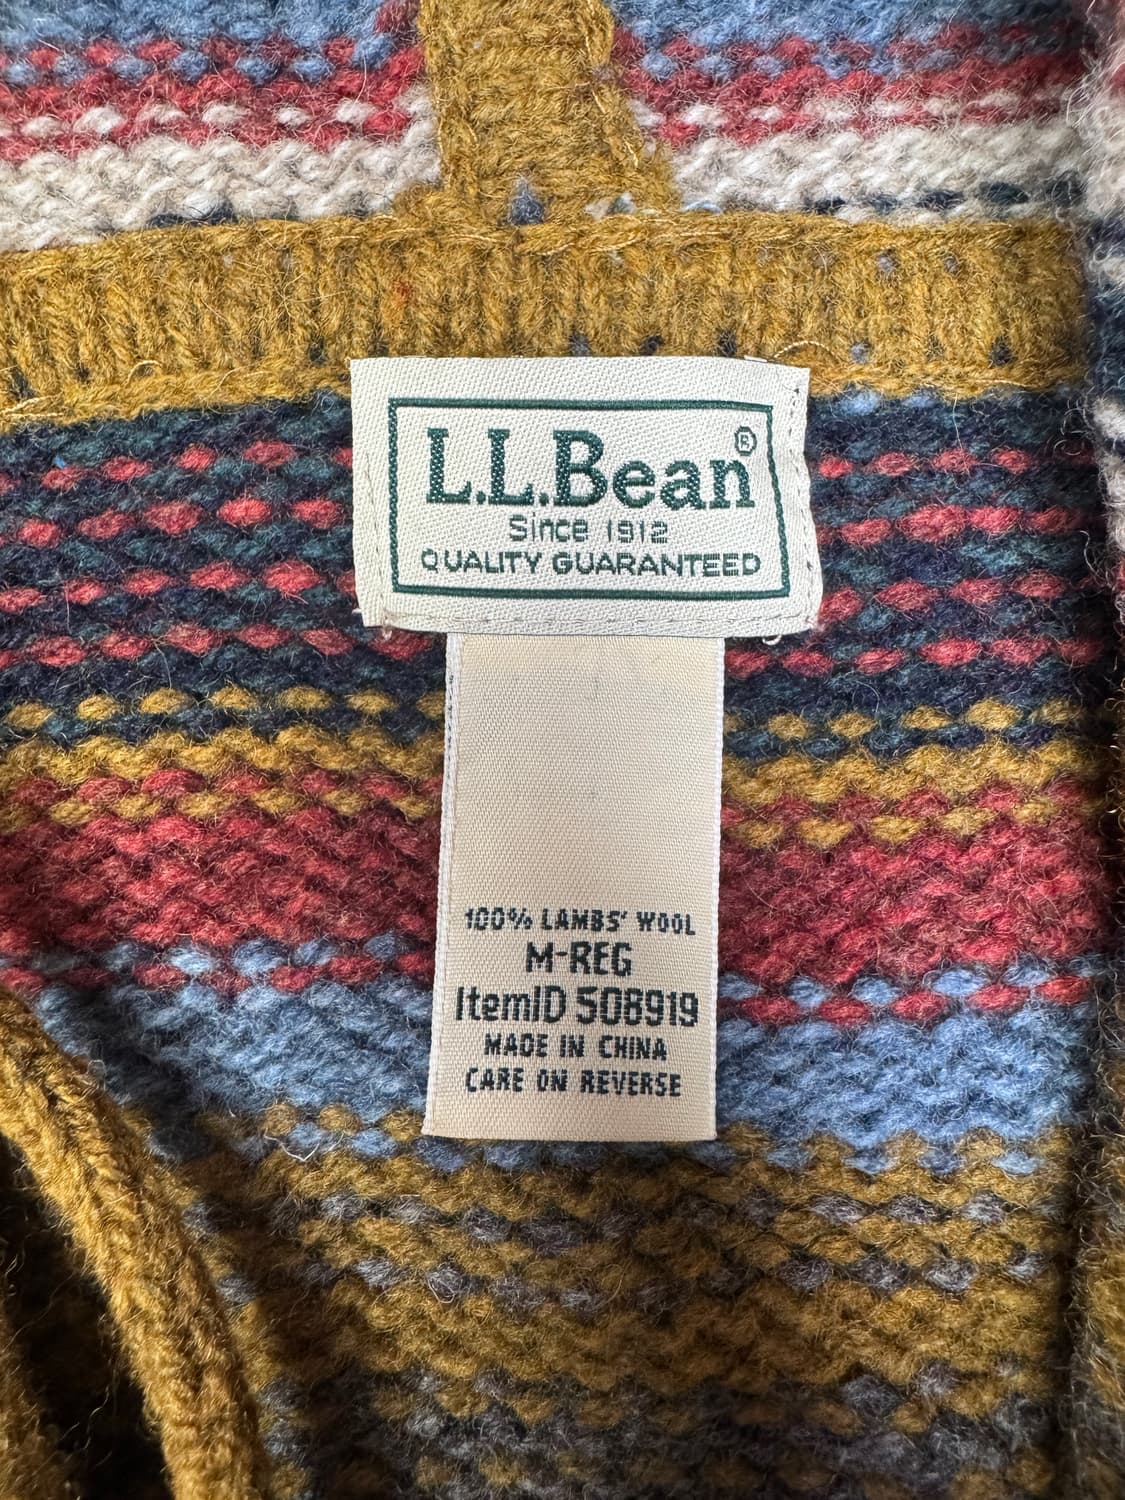 L.L.Bean®
Since 1912
QUALITY GUARANTEED
100% LAMBS' WOOL
M-REG
ItemID 508919
MADE IN CHINA
CARE ON REVERSE